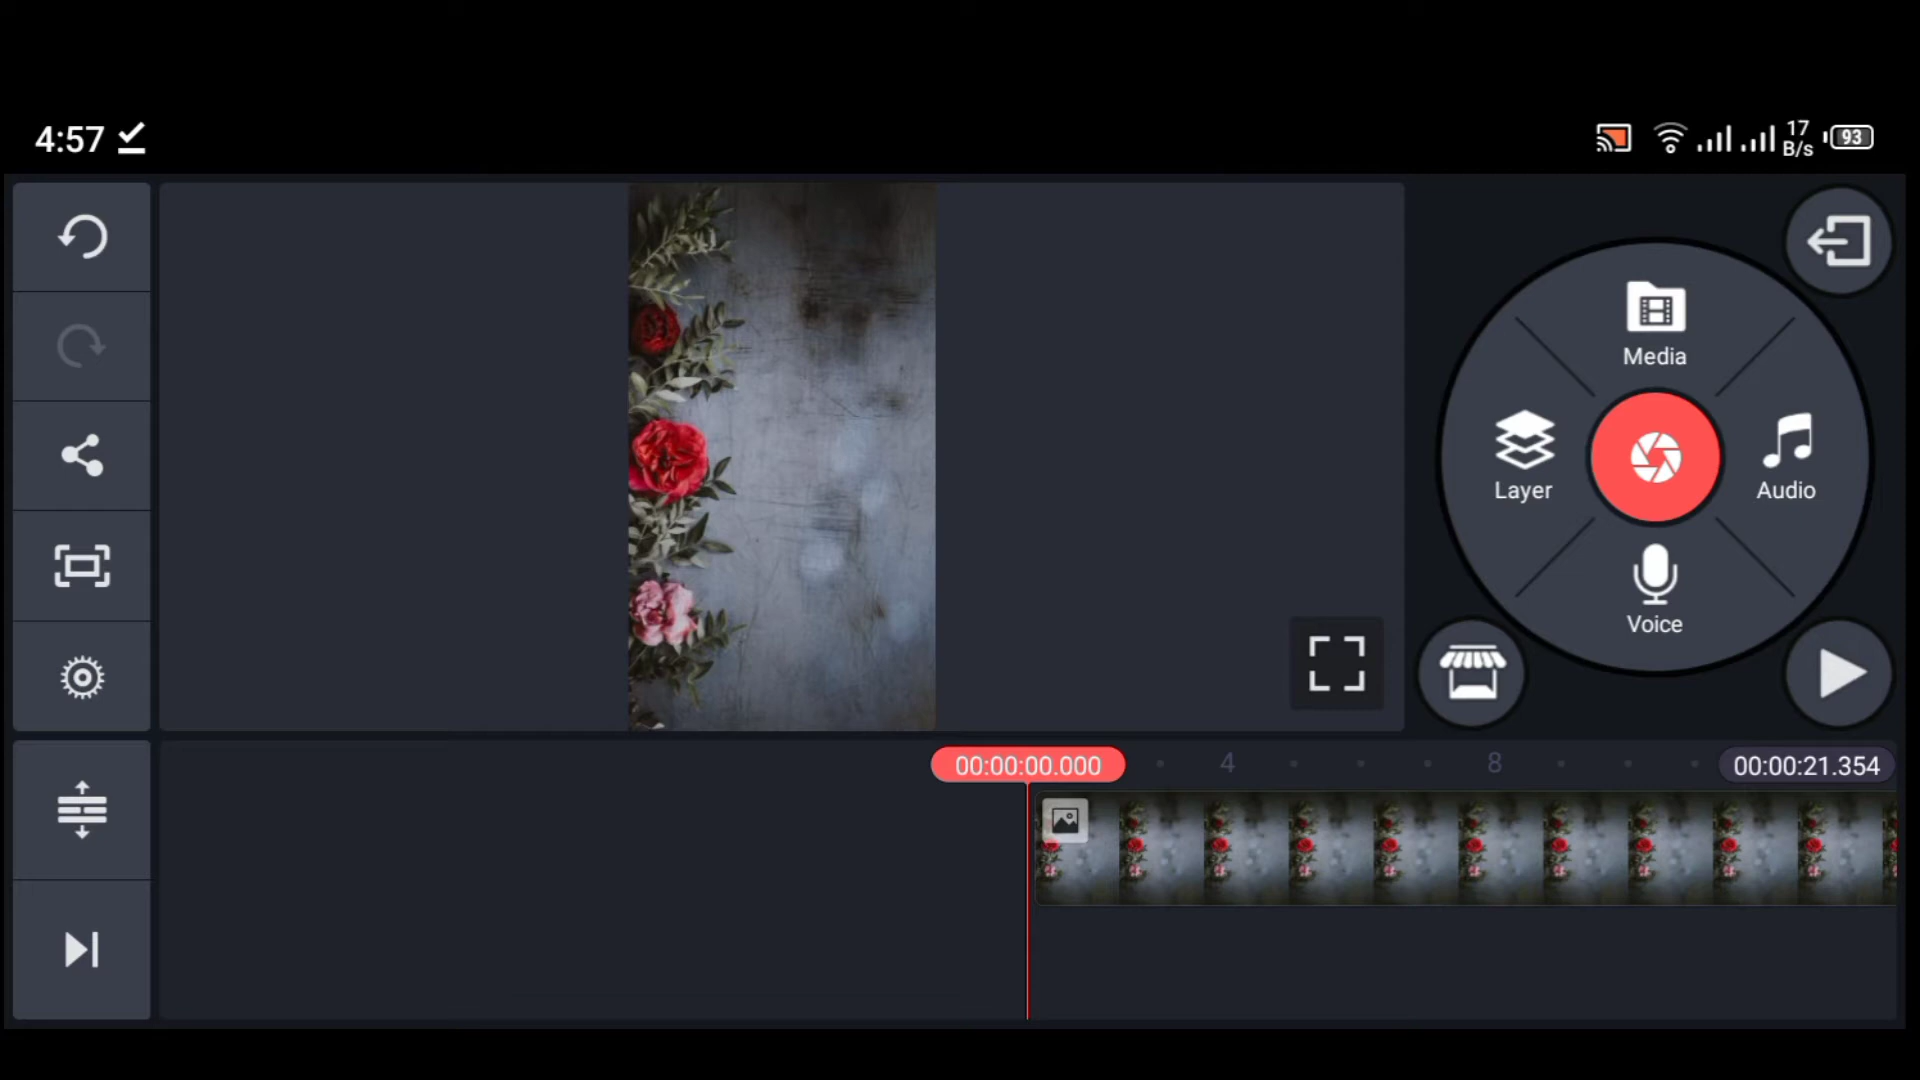 4:57
17
B/s
93
Media
Layer
Audio
Voice
00:00:00.000
4
8
00:00:21.354